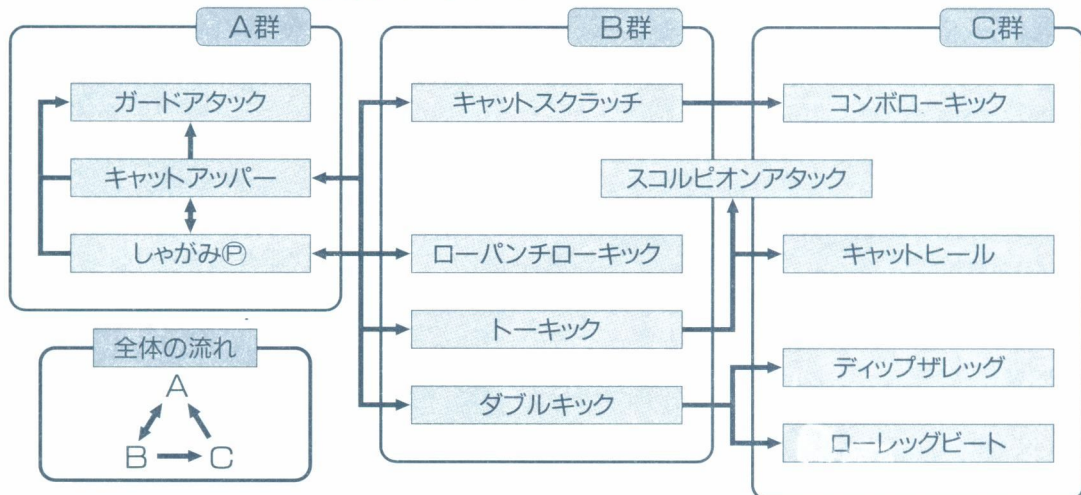 A群
ガードアタック
キャットアッパー
しゃがみⓅ
B群
キャットスクラッチ
スコルピオンアタック
ローパンチローキック
トーキック
ダブルキック
C群
コンボローキック
キャットヒール
ディップザレッグ
ローレッグビート
全体の流れ
A
B
C